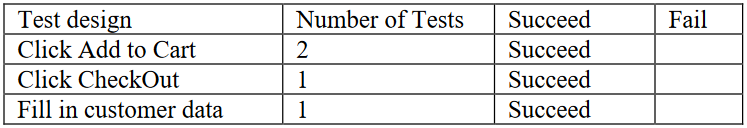 Test design Number of Tests Succeed Fail
Click Add to Cart 2 Succeed
Click CheckOut 1 Succeed
Fill in customer data 1 Succeed